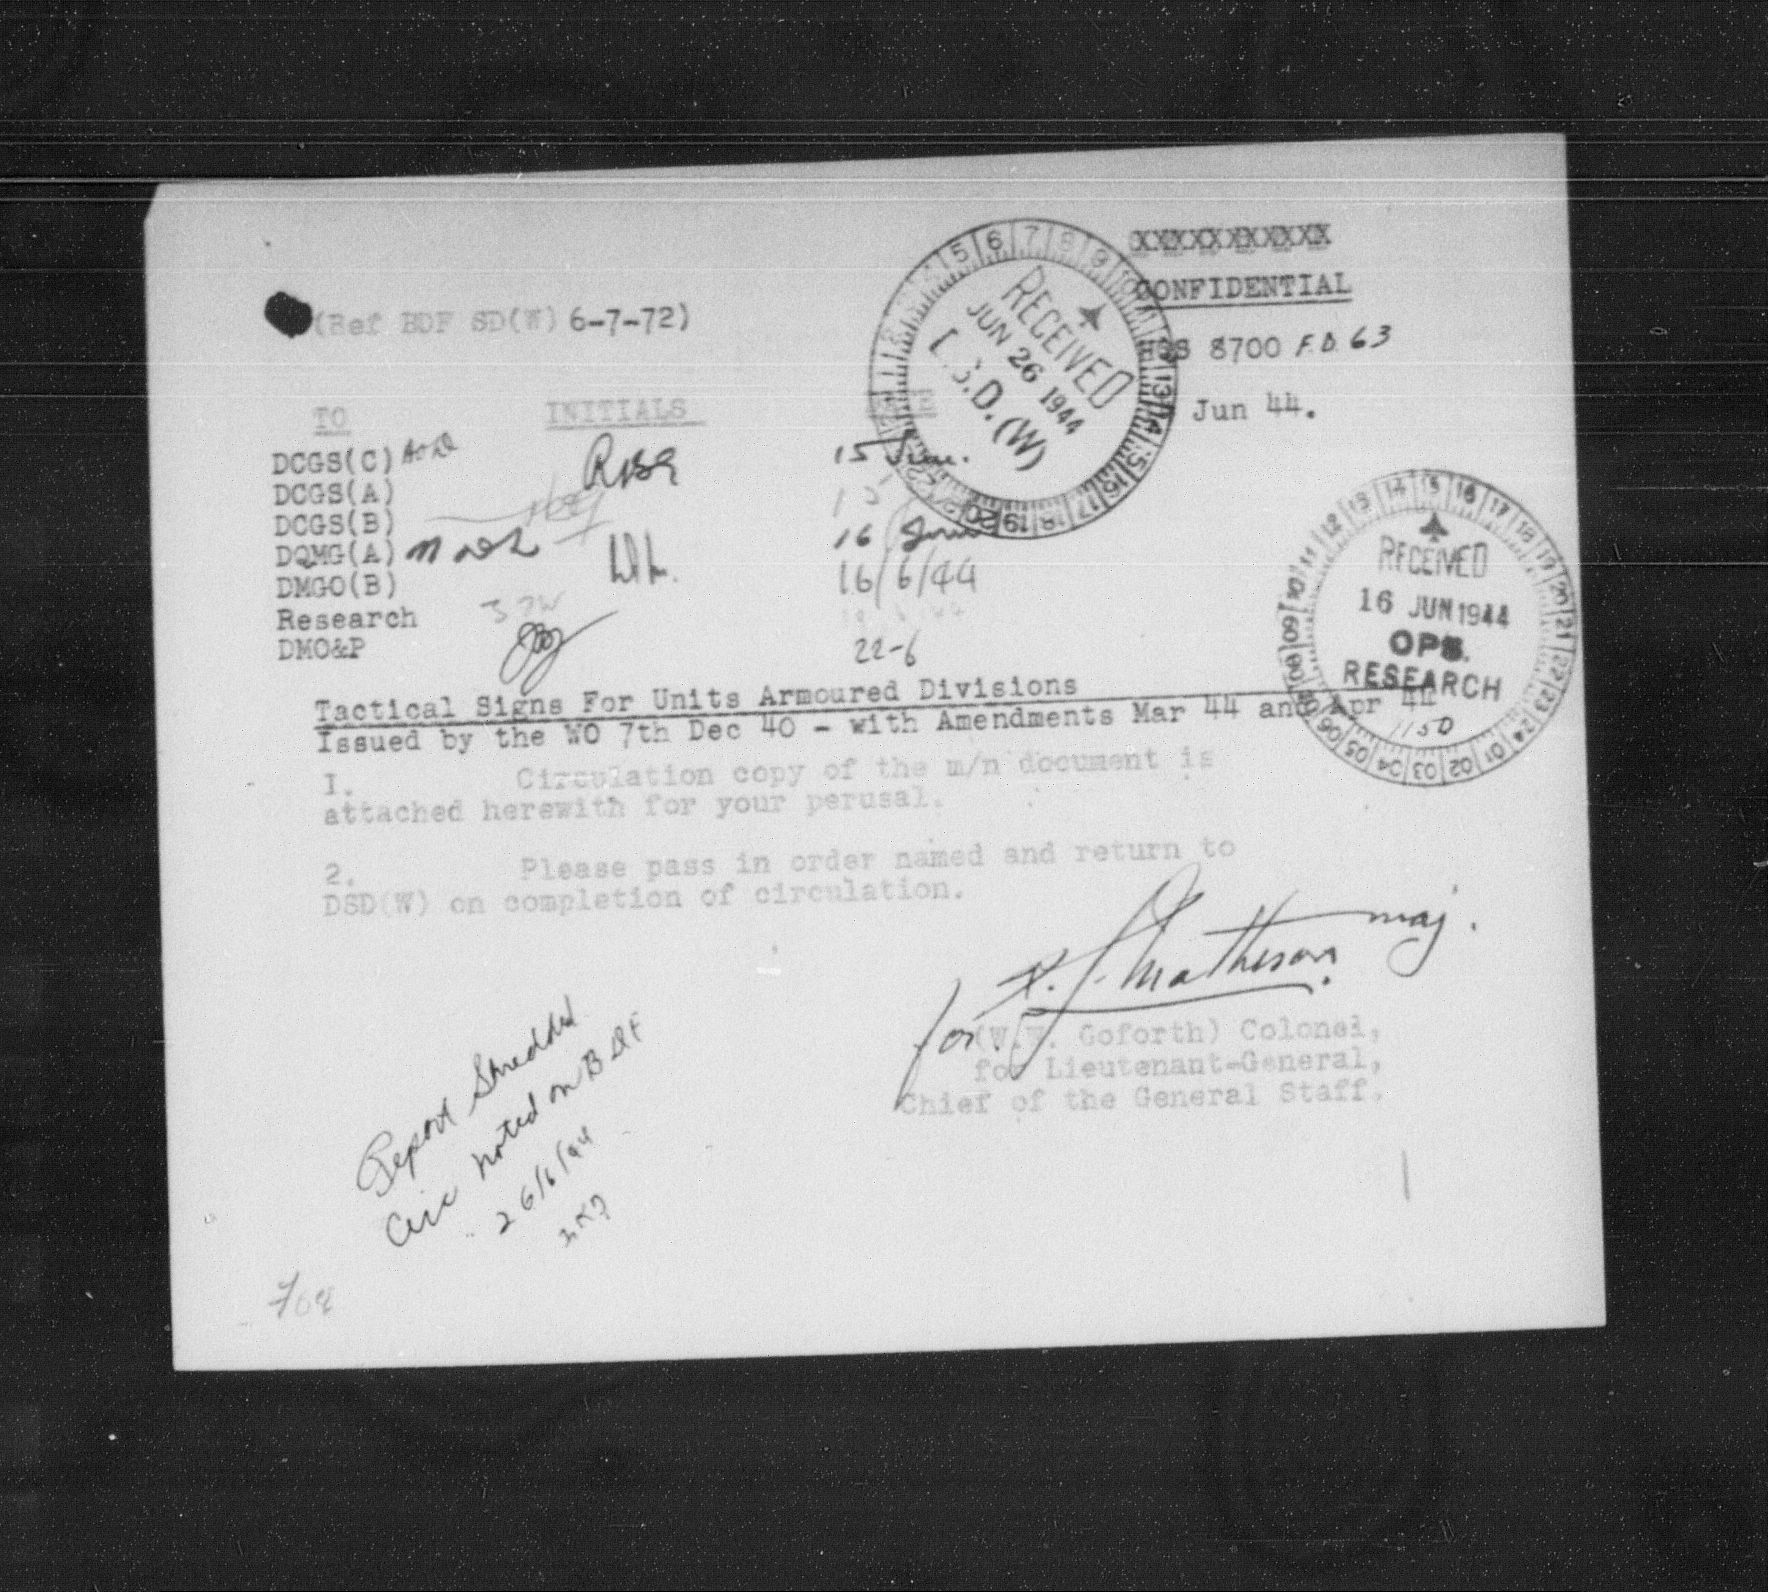 XXXXXXXXXXX
CONFIDENTIAL
(Ref BDF SD(W) 6-7-72)
HQS 8700 F.D. 63
Jun 44.
RECEIVED
JUN 26 1944
D.S.D.(W)
TO INITIALS
DCGS(C) 15 June.
DCGS(A)
DCGS(B) 16 June
DQMG(A) 16/6/44
DMGO(B)
Research
DMO&P 22-6
RECEIVED
16 JUN 1944
OPS.
RESEARCH
1150
Tactical Signs For Units Armoured Divisions
Issued by the WO 7th Dec 40 - with Amendments Mar 44 and Apr 44
1. Circulation copy of the m/n document is
attached herewith for your perusal.
2. Please pass in order named and return to
DSD(W) on completion of circulation.
for Matheson maj.
(W.W. Goforth) Colonel,
for Lieutenant-General,
Chief of the General Staff.
Report Shredded
Circ noted on B
26/6/44